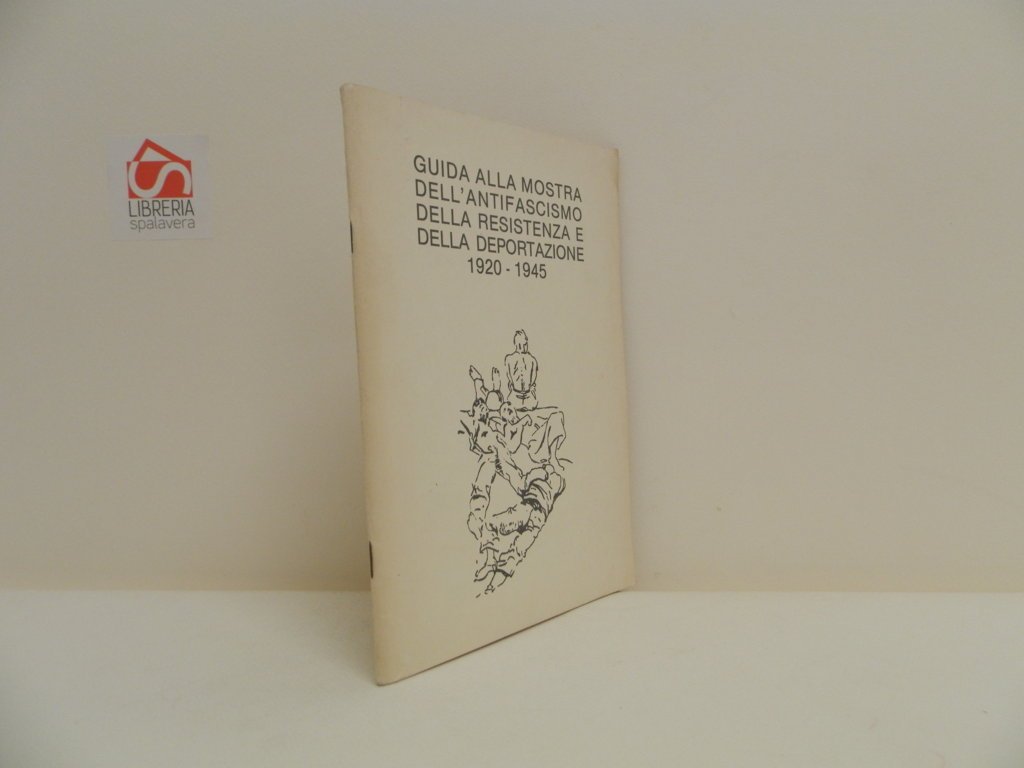 LIBRERIA
spalavera
GUIDA ALLA MOSTRA
DELL'ANTIFASCISMO
DELLA RESISTENZA E
DELLA DEPORTAZIONE
1920 - 1945